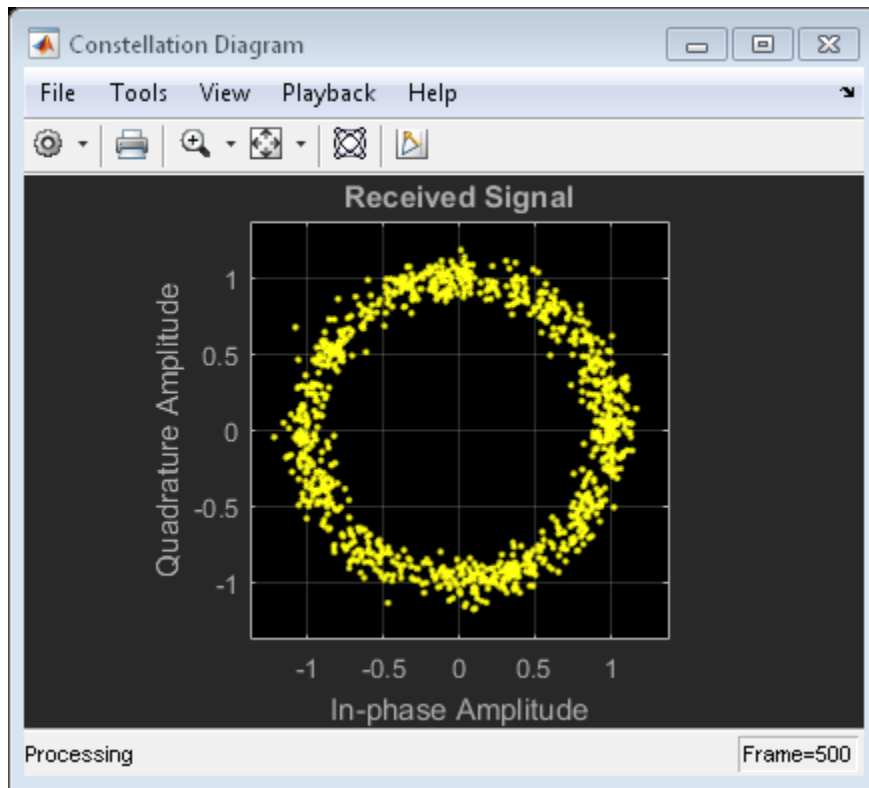 Constellation Diagram
File Tools View Playback Help
Received Signal
Quadrature Amplitude
1
0.5
0
-0.5
-1
-1 -0.5 0 0.5 1
In-phase Amplitude
Processing Frame=500